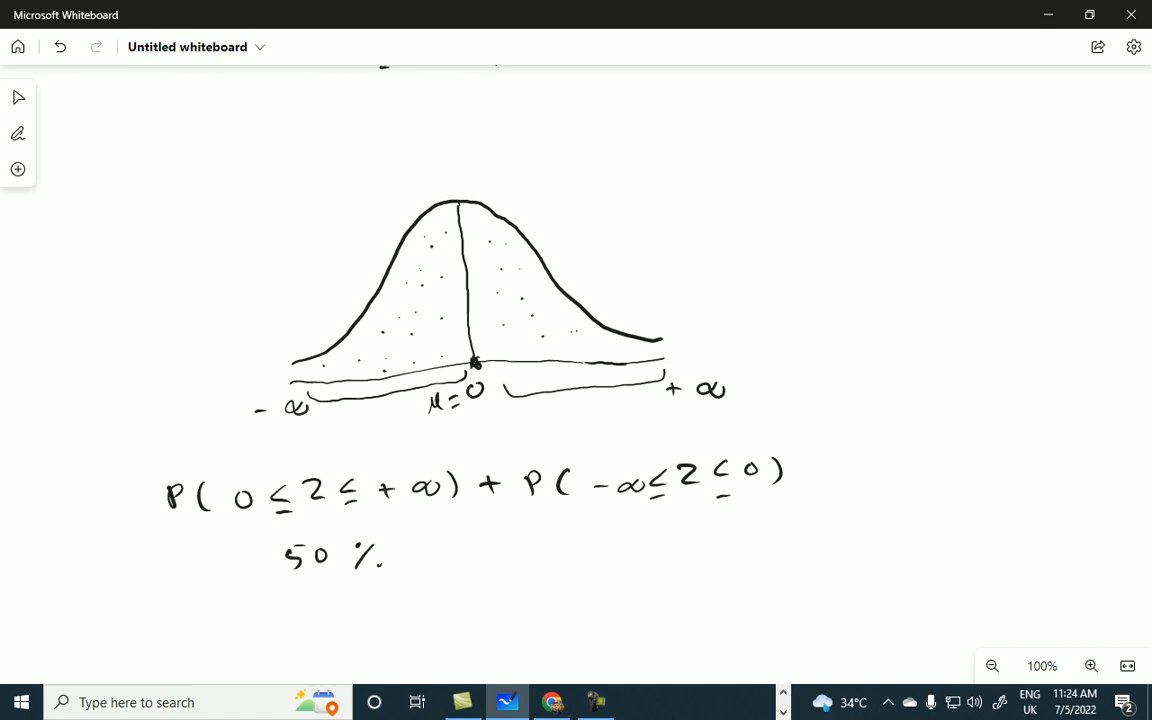 Microsoft Whiteboard
Untitled whiteboard
- ∞ μ = 0 + ∞
P( 0 ≤ Z ≤ + ∞) + P( -∞ ≤ Z ≤ 0 )
50 %
100%
Type here to search
34°C
ENG
UK
11:24 AM
7/5/2022
2